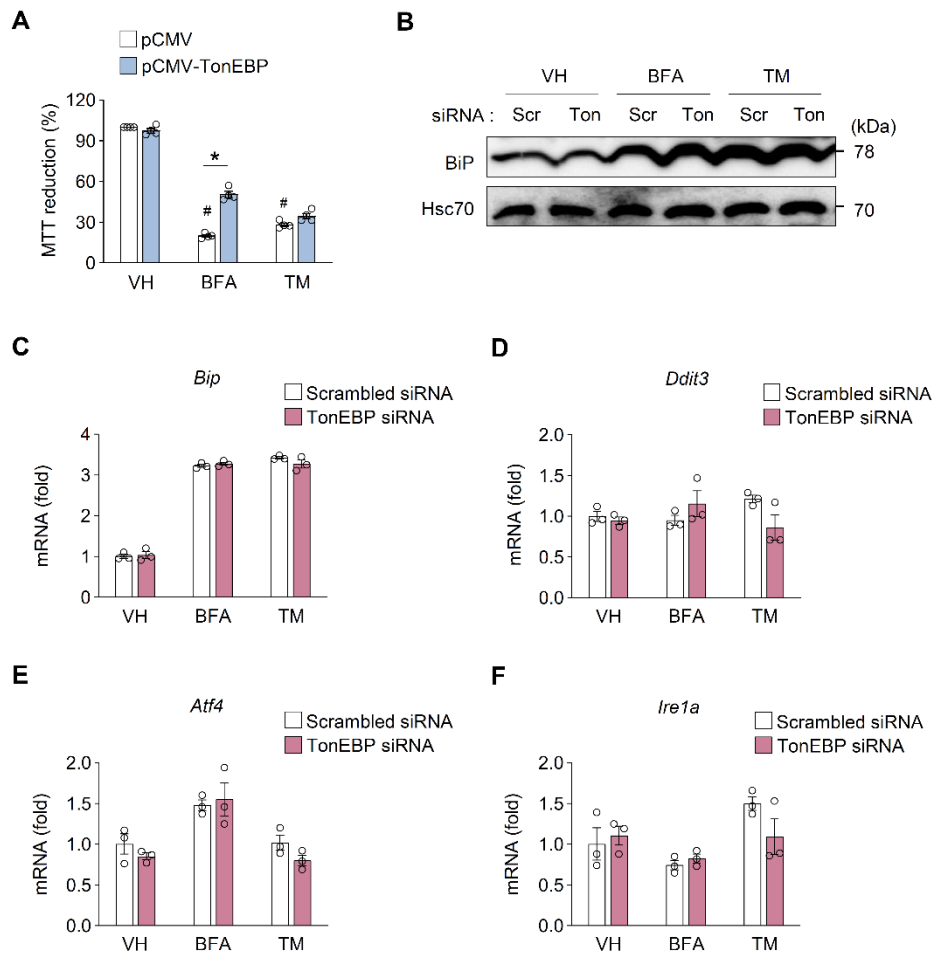 A
pCMV
pCMV-TonEBP
MTT reduction (%)
120
90
60
30
0
*
#
#
VH BFA TM
B
VH BFA TM
siRNA : Scr Ton Scr Ton Scr Ton (kDa)
BiP 78
Hsc70 70
C
Bip
Scrambled siRNA
TonEBP siRNA
mRNA (fold)
4
3
2
1
0
VH BFA TM
D
Ddit3
Scrambled siRNA
TonEBP siRNA
mRNA (fold)
2.0
1.5
1.0
0.5
0.0
VH BFA TM
E
Atf4
Scrambled siRNA
TonEBP siRNA
mRNA (fold)
2.0
1.5
1.0
0.5
0.0
VH BFA TM
F
Ire1a
Scrambled siRNA
TonEBP siRNA
mRNA (fold)
2.0
1.5
1.0
0.5
0.0
VH BFA TM